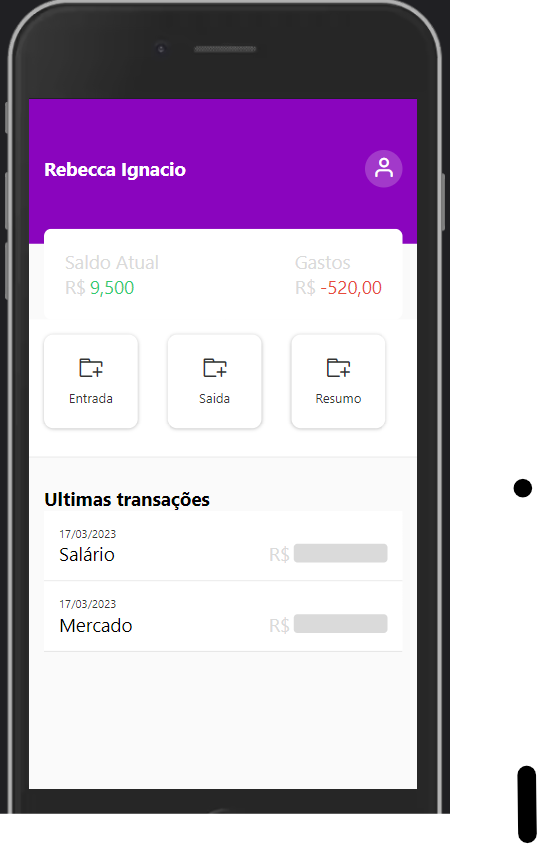 Rebecca Ignacio
Saldo Atual
Gastos
R$ 9,500
R$ -520,00
Entrada
Saida
Resumo
Ultimas transações
17/03/2023
Salário
R$
17/03/2023
Mercado
R$